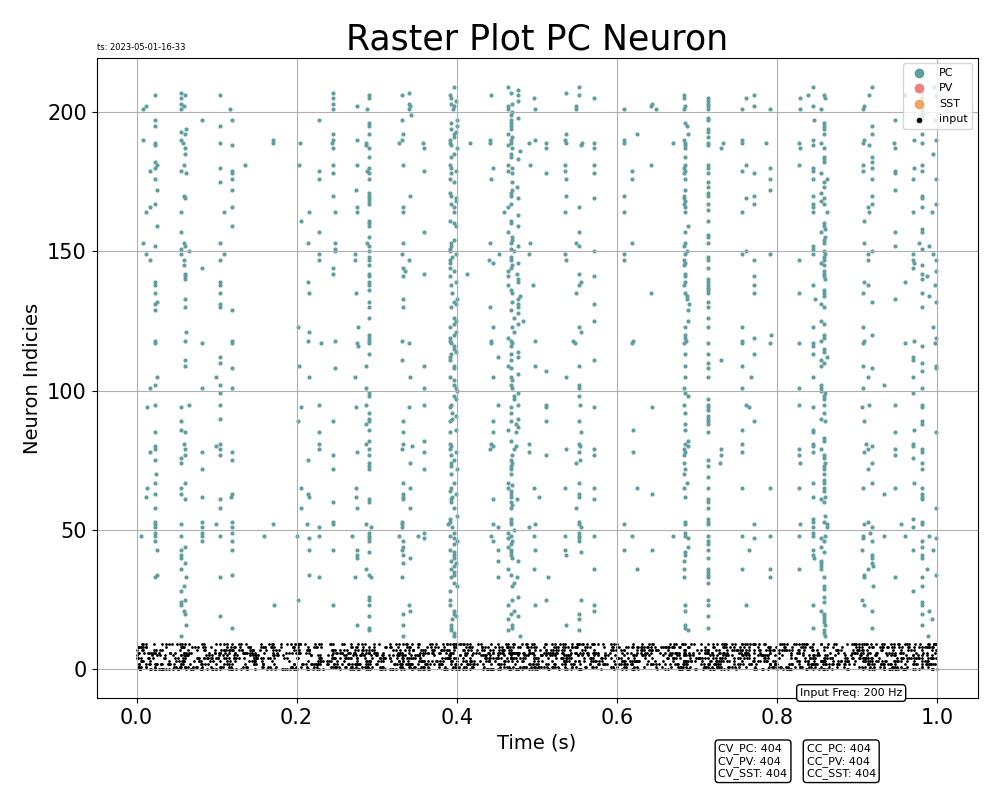 Raster Plot PC Neuron
ts: 2023-05-01-16-33
PC
PV
SST
input
200
150
100
50
0
Neuron Indicies
0.0 0.2 0.4 0.6 0.8 1.0
Time (s)
Input Freq: 200 Hz
CV_PC: 404
CV_PV: 404
CV_SST: 404
CC_PC: 404
CC_PV: 404
CC_SST: 404